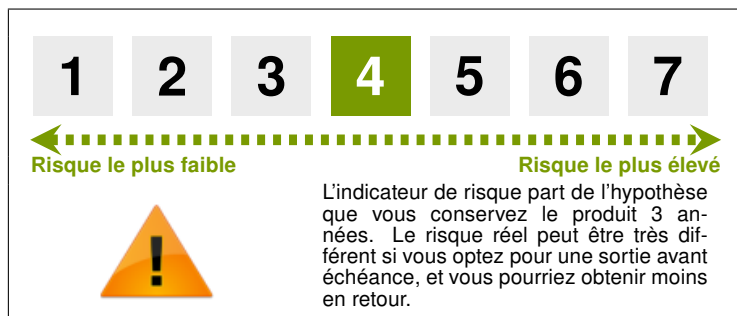 1 2 3 4 5 6 7
Risque le plus faible Risque le plus élevé
L'indicateur de risque part de l'hypothèse
que vous conservez le produit 3 an-
nées. Le risque réel peut être très dif-
férent si vous optez pour une sortie avant
échéance, et vous pourriez obtenir moins
en retour.